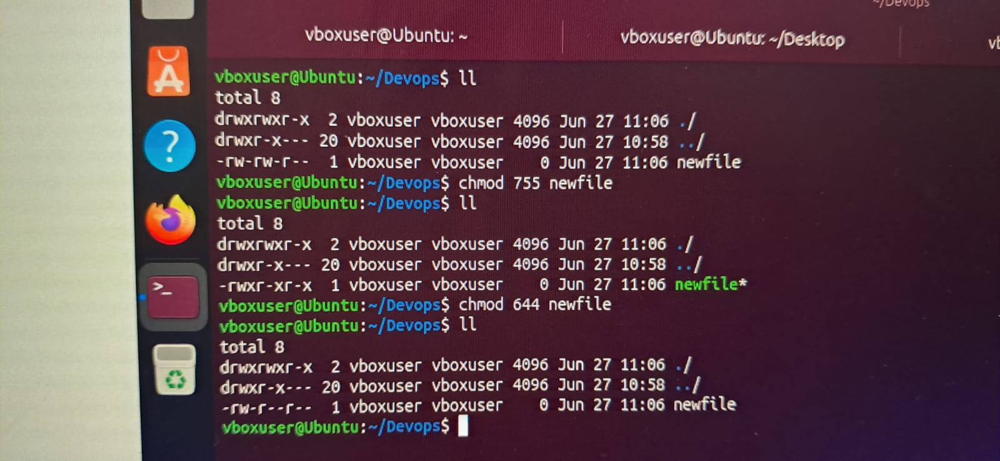 ~/Devops
vboxuser@Ubuntu: ~
vboxuser@Ubuntu: ~/Desktop
vboxuser@Ubuntu:~/Devops$ ll
total 8
drwxrwxr-x 2 vboxuser vboxuser 4096 Jun 27 11:06 ./
drwxr-x--- 20 vboxuser vboxuser 4096 Jun 27 10:58 ../
-rw-rw-r-- 1 vboxuser vboxuser 0 Jun 27 11:06 newfile
vboxuser@Ubuntu:~/Devops$ chmod 755 newfile
vboxuser@Ubuntu:~/Devops$ ll
total 8
drwxrwxr-x 2 vboxuser vboxuser 4096 Jun 27 11:06 ./
drwxr-x--- 20 vboxuser vboxuser 4096 Jun 27 10:58 ../
-rwxr-xr-x 1 vboxuser vboxuser 0 Jun 27 11:06 newfile*
vboxuser@Ubuntu:~/Devops$ chmod 644 newfile
vboxuser@Ubuntu:~/Devops$ ll
total 8
drwxrwxr-x 2 vboxuser vboxuser 4096 Jun 27 11:06 ./
drwxr-x--- 20 vboxuser vboxuser 4096 Jun 27 10:58 ../
-rw-r--r-- 1 vboxuser vboxuser 0 Jun 27 11:06 newfile
vboxuser@Ubuntu:~/Devops$